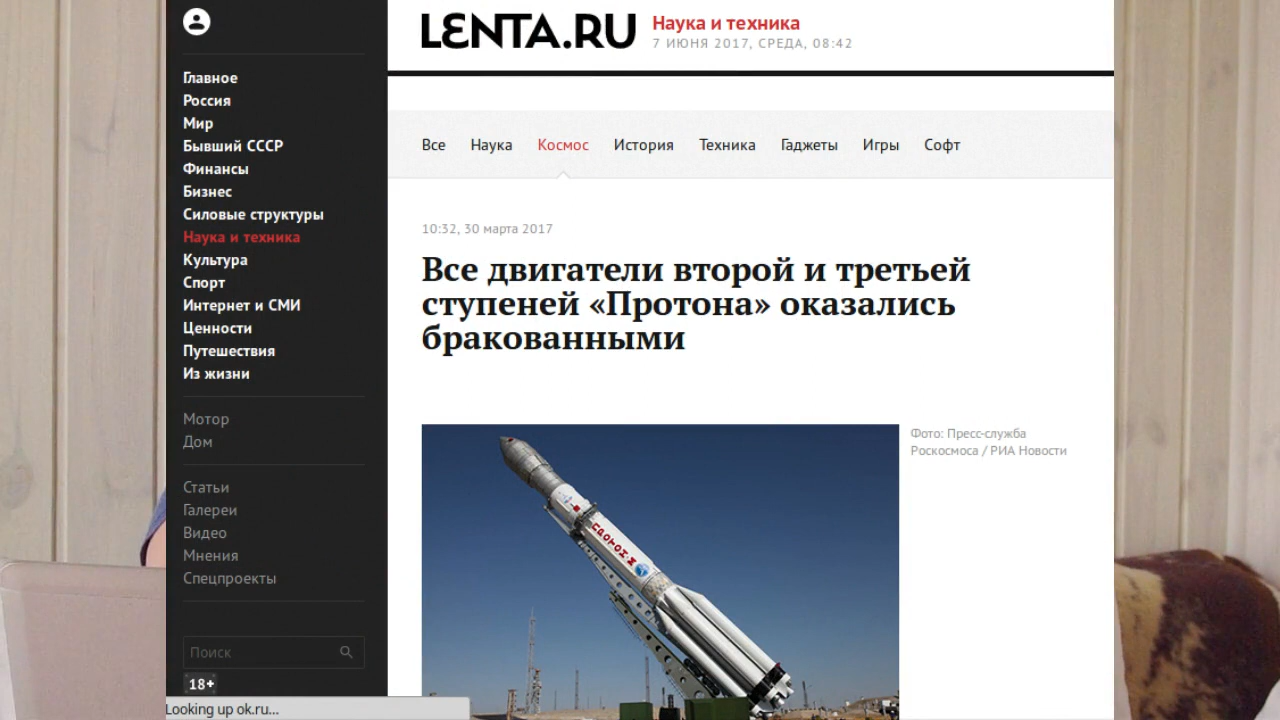 LENTA.RU
Наука и техника
7 ИЮНЯ 2017, СРЕДА, 08:42
Главное
Россия
Мир
Бывший СССР
Финансы
Бизнес
Силовые структуры
Наука и техника
Культура
Спорт
Интернет и СМИ
Ценности
Путешествия
Из жизни
Мотор
Дом
Статьи
Галереи
Видео
Мнения
Спецпроекты
Поиск
18+
Looking up ok.ru...
Все Наука Космос История Техника Гаджеты Игры Софт
10:32, 30 марта 2017
Все двигатели второй и третьей
ступеней «Протона» оказались
бракованными
Фото: Пресс-служба
Роскосмоса / РИА Новости
ПРОТОН-М